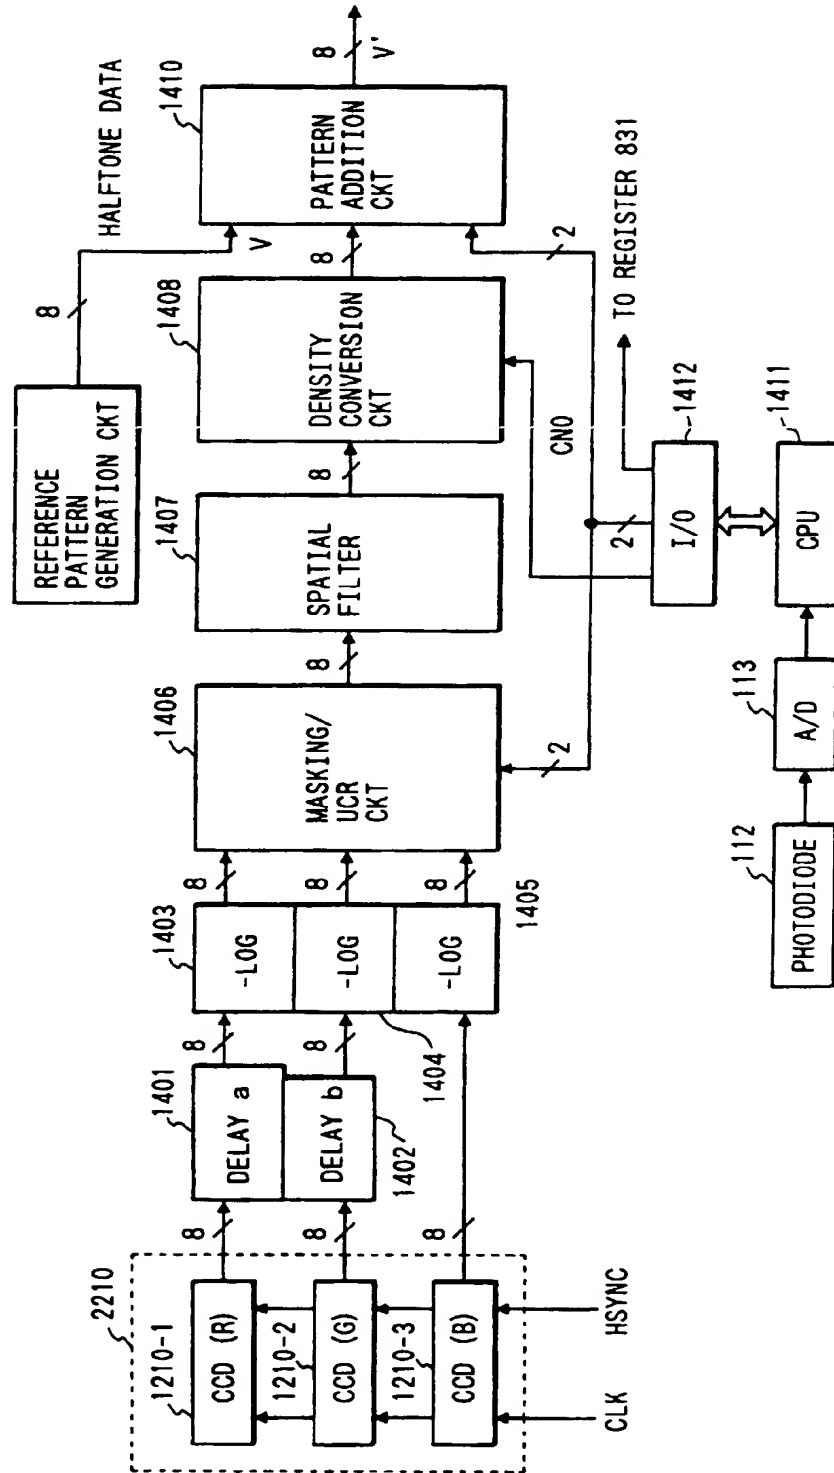 2210
1210-1
CCD (R)
1210-2
CCD (G)
1210-3
CCD (B)
CLK
HSYNC
8
8
8
1401
DELAY a
DELAY b
1402
8
8
1403
-LOG
-LOG
-LOG
1404
1405
8
8
8
1406
MASKING/
UCR
CKT
2
8
1407
SPATIAL
FILTER
8
1408
DENSITY
CONVERSION
CKT
8
REFERENCE
PATTERN
GENERATION CKT
8
HALFTONE DATA
V
1410
PATTERN
ADDITION
CKT
8
V'
2
CNO
TO REGISTER 831
2
1412
I/O
1411
CPU
113
A/D
112
PHOTODIODE